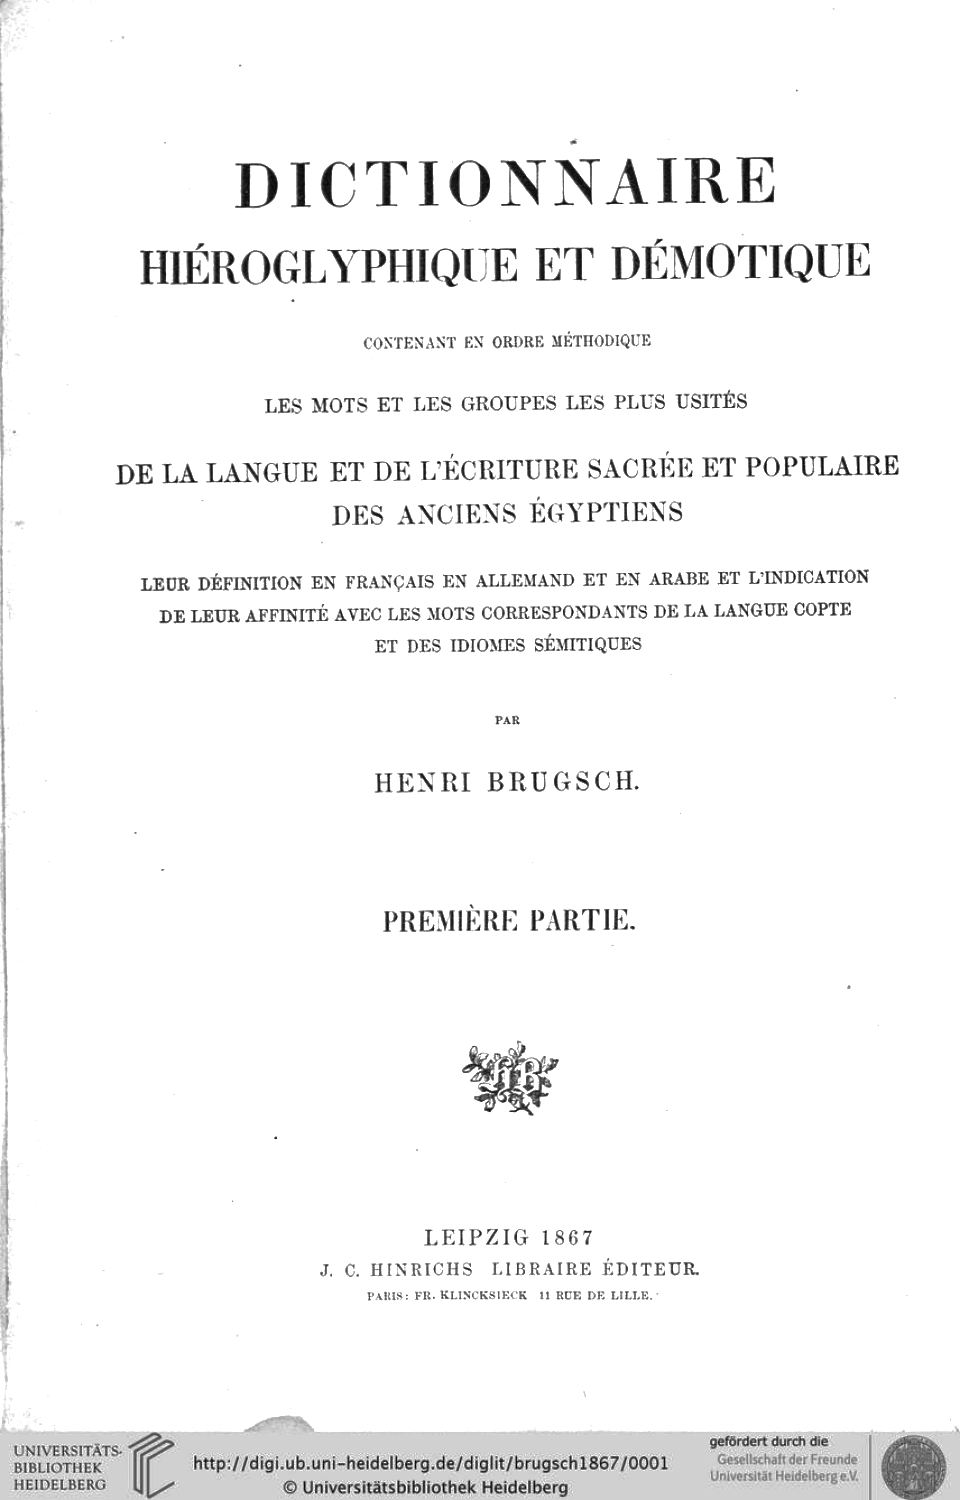 DICTIONNAIRE
HIÉROGLYPHIQUE ET DÉMOTIQUE
CONTENANT EN ORDRE MÉTHODIQUE
LES MOTS ET LES GROUPES LES PLUS USITÉS
DE LA LANGUE ET DE L'ÉCRITURE SACRÉE ET POPULAIRE
DES ANCIENS ÉGYPTIENS
LEUR DÉFINITION EN FRANÇAIS EN ALLEMAND ET EN ARABE ET L'INDICATION
DE LEUR AFFINITÉ AVEC LES MOTS CORRESPONDANTS DE LA LANGUE COPTE
ET DES IDIOMES SÉMITIQUES
PAR
HENRI BRUGSCH.
PREMIÈRE PARTIE.
HB
LEIPZIG 1867
J. C. HINRICHS LIBRAIRE ÉDITEUR.
PARIS: FR. KLINCKSIECK 11 RUE DE LILLE.
UNIVERSITÄTS-
BIBLIOTHEK
HEIDELBERG
http://digi.ub.uni-heidelberg.de/diglit/brugsch1867/0001
© Universitätsbibliothek Heidelberg
gefördert durch die
Gesellschaft der Freunde
Universität Heidelberg e.V.